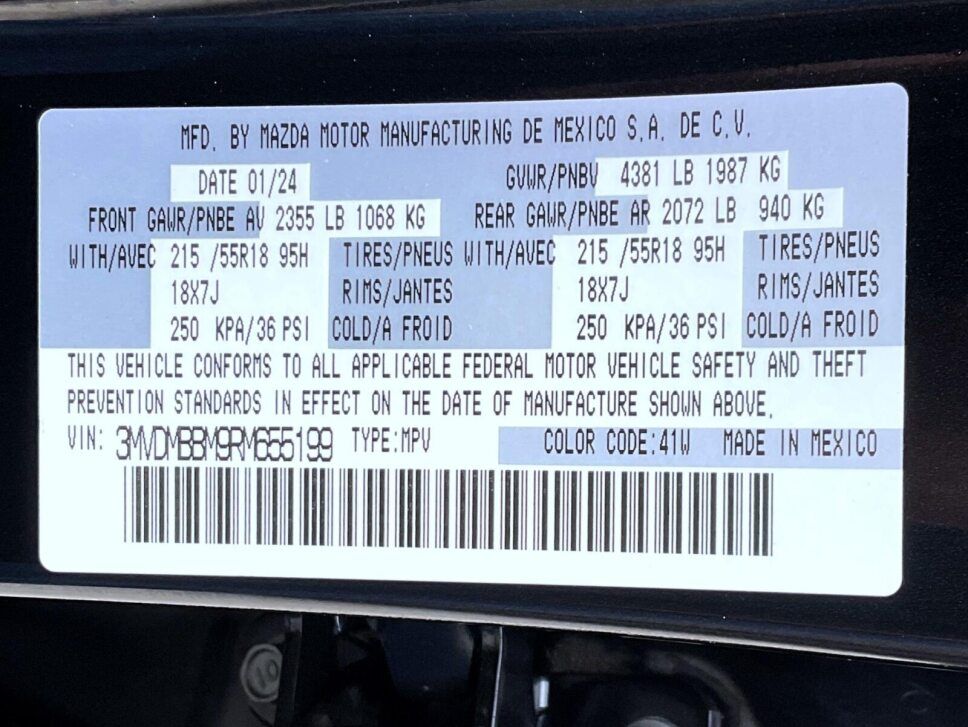 MFD. BY MAZDA MOTOR MANUFACTURING DE MEXICO S.A. DE C.V.
DATE 01/24 GVWR/PNBV 4381 LB 1987 KG
FRONT GAWR/PNBE AV 2355 LB 1068 KG REAR GAWR/PNBE AR 2072 LB 940 KG
WITH/AVEC 215 /55R18 95H TIRES/PNEUS WITH/AVEC 215 /55R18 95H TIRES/PNEUS
18X7J RIMS/JANTES 18X7J RIMS/JANTES
250 KPA/36 PSI COLD/A FROID 250 KPA/36 PSI COLD/A FROID
THIS VEHICLE CONFORMS TO ALL APPLICABLE FEDERAL MOTOR VEHICLE SAFETY AND THEFT
PREVENTION STANDARDS IN EFFECT ON THE DATE OF MANUFACTURE SHOWN ABOVE.
VIN: 3MVDMBBM9RM655199 TYPE:MPV COLOR CODE:41W MADE IN MEXICO
10